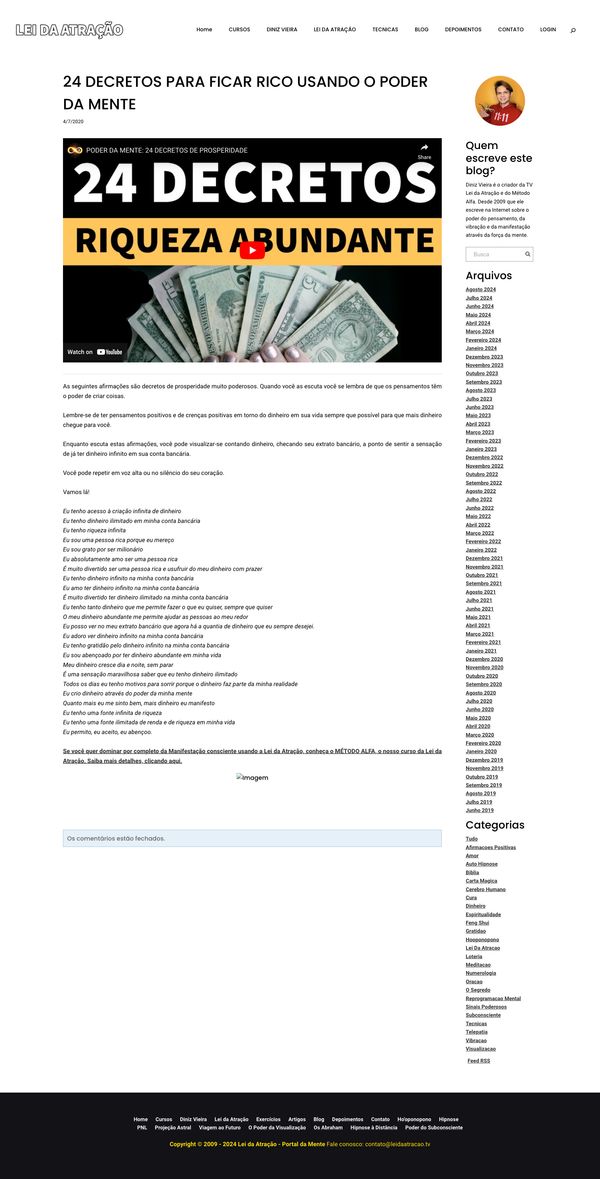 LEI DA ATRAÇÃO
Home CURSOS DINIZ VIEIRA LEI DA ATRAÇÃO TECNICAS BLOG DEPOIMENTOS CONTATO LOGIN
24 DECRETOS PARA FICAR RICO USANDO O PODER
DA MENTE
4/7/2020
PODER DA MENTE: 24 DECRETOS DE PROSPERIDADE
Share
24 DECRETOS
RIQUEZA ABUNDANTE
Watch on YouTube
As seguintes afirmações são decretos de prosperidade muito poderosos. Quando você as escuta você se lembra de que os pensamentos têm
o poder de criar coisas.
Lembre-se de ter pensamentos positivos e de crenças positivas em torno do dinheiro em sua vida sempre que possível para que mais dinheiro
chegue para você.
Enquanto escuta estas afirmações, você pode visualizar-se contando dinheiro, checando seu extrato bancário, a ponto de sentir a sensação
de já ter dinheiro infinito em sua conta bancária.
Você pode repetir em voz alta ou no silêncio do seu coração.
Vamos lá!
Eu tenho acesso à criação infinita de dinheiro
Eu tenho dinheiro ilimitado em minha conta bancária
Eu tenho riqueza infinita
Eu sou uma pessoa rica porque eu mereço
Eu sou grato por ser milionário
Eu absolutamente amo ser uma pessoa rica
É muito divertido ser uma pessoa rica e usufruir do meu dinheiro com prazer
Eu tenho dinheiro infinito na minha conta bancária
Eu amo ter dinheiro infinito na minha conta bancária
É muito divertido ter dinheiro ilimitado na minha conta bancária
Eu tenho tanto dinheiro que me permite fazer o que eu quiser, sempre que quiser
O meu dinheiro abundante me permite ajudar as pessoas ao meu redor
Eu posso ver no meu extrato bancário que agora há a quantia de dinheiro que eu sempre desejei.
Eu adoro ver dinheiro infinito na minha conta bancária
Eu tenho gratidão pelo dinheiro infinito na minha conta bancária
Eu sou abençoado por ter dinheiro abundante em minha vida
Meu dinheiro cresce dia e noite, sem parar
É uma sensação maravilhosa saber que eu tenho dinheiro ilimitado
Todos os dias eu tenho motivos para sorrir porque o dinheiro faz parte da minha realidade
Eu crio dinheiro através do poder da minha mente
Quanto mais eu me sinto bem, mais dinheiro eu manifesto
Eu tenho uma fonte infinita de riqueza
Eu tenho uma fonte ilimitada de renda e de riqueza em minha vida
Eu permito, eu aceito, eu abençoo.
Se você quer dominar por completo da Manifestação consciente usando a Lei da Atração, conheça o MÉTODO ALFA, o nosso curso da Lei da
Atração. Saiba mais detalhes, clicando aqui.
Imagem
Os comentários estão fechados.
11:11
Quem
escreve este
blog?
Diniz Vieira é o criador da TV
Lei da Atração e do Método
Alfa. Desde 2009 que ele
escreve na Internet sobre o
poder do pensamento, da
vibração e da manifestação
através da força da mente.
Busca
Arquivos
Agosto 2024
Julho 2024
Junho 2024
Maio 2024
Abril 2024
Março 2024
Fevereiro 2024
Janeiro 2024
Dezembro 2023
Novembro 2023
Outubro 2023
Setembro 2023
Agosto 2023
Julho 2023
Junho 2023
Maio 2023
Abril 2023
Março 2023
Fevereiro 2023
Janeiro 2023
Dezembro 2022
Novembro 2022
Outubro 2022
Setembro 2022
Agosto 2022
Julho 2022
Junho 2022
Maio 2022
Abril 2022
Março 2022
Fevereiro 2022
Janeiro 2022
Dezembro 2021
Novembro 2021
Outubro 2021
Setembro 2021
Agosto 2021
Julho 2021
Junho 2021
Maio 2021
Abril 2021
Março 2021
Fevereiro 2021
Janeiro 2021
Dezembro 2020
Novembro 2020
Outubro 2020
Setembro 2020
Agosto 2020
Julho 2020
Junho 2020
Maio 2020
Abril 2020
Março 2020
Fevereiro 2020
Janeiro 2020
Dezembro 2019
Novembro 2019
Outubro 2019
Setembro 2019
Agosto 2019
Julho 2019
Junho 2019
Categorias
Tudo
Afirmacoes Positivas
Amor
Auto Hipnose
Biblia
Carta Magica
Cerebro Humano
Cura
Dinheiro
Espiritualidade
Feng Shui
Gratidao
Hooponopono
Lei Da Atracao
Loteria
Meditacao
Numerologia
Oracao
O Segredo
Reprogramacao Mental
Sinais Poderosos
Subconsciente
Tecnicas
Telepatia
Vibracao
Visualizacao
Feed RSS
Home Cursos Diniz Vieira Lei da Atração Exercícios Artigos Blog Depoimentos Contato Ho'oponopono Hipnose
PNL Projeção Astral Viagem ao Futuro O Poder da Visualização Os Abraham Hipnose à Distância Poder do Subconsciente
Copyright © 2009 - 2024 Lei da Atração - Portal da Mente Fale conosco: contato@leidaatracao.tv